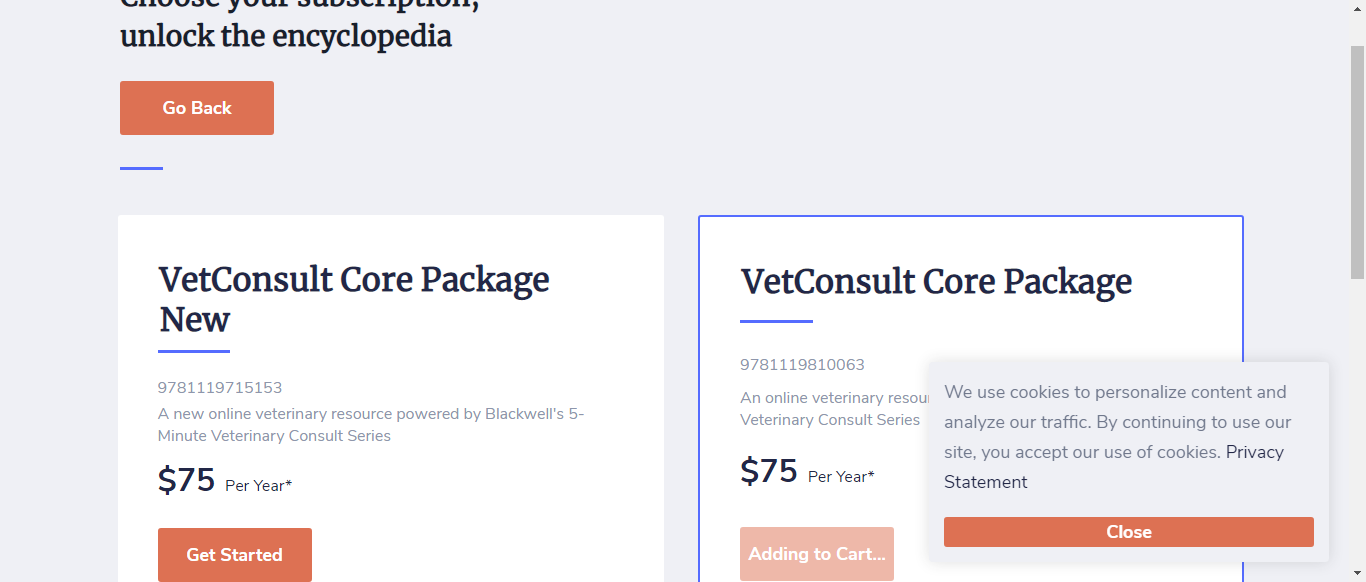 Choose your subscription,
unlock the encyclopedia
Go Back
VetConsult Core Package
New
9781119715153
A new online veterinary resource powered by Blackwell's 5-
Minute Veterinary Consult Series
$75 Per Year*
Get Started
VetConsult Core Package
9781119810063
An online veterinary
Veterinary Consult Series
$75 Per Year*
Adding to Cart...
We use cookies to personalize content and
analyze our traffic. By continuing to use our
site, you accept our use of cookies. Privacy
Statement
Close